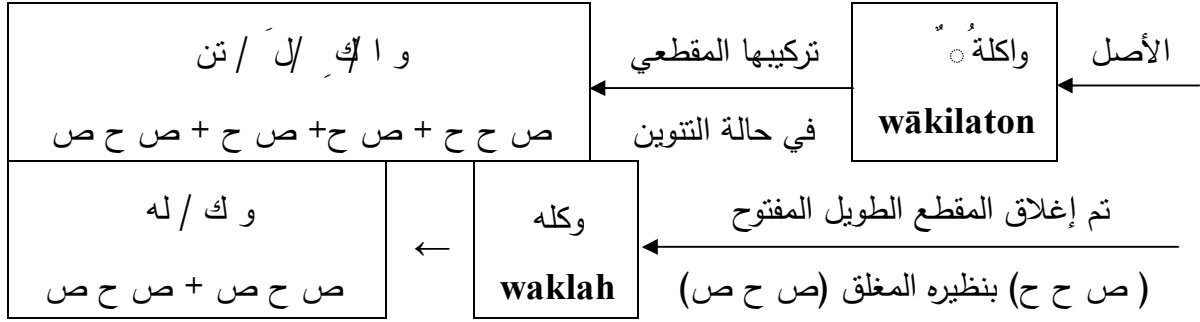 الأصل
واكلةٌ
wākilaton
تركيبها المقطعي
في حالة التنوين
و ا / كِ / لَ / تن
ص ح ح + ص ح+ ص ح + ص ح ص
تم إغلاق المقطع الطويل المفتوح
( ص ح ح) بنظيره المغلق (ص ح ص)
وكله
waklah
←
و ك / له
ص ح ص + ص ح ص